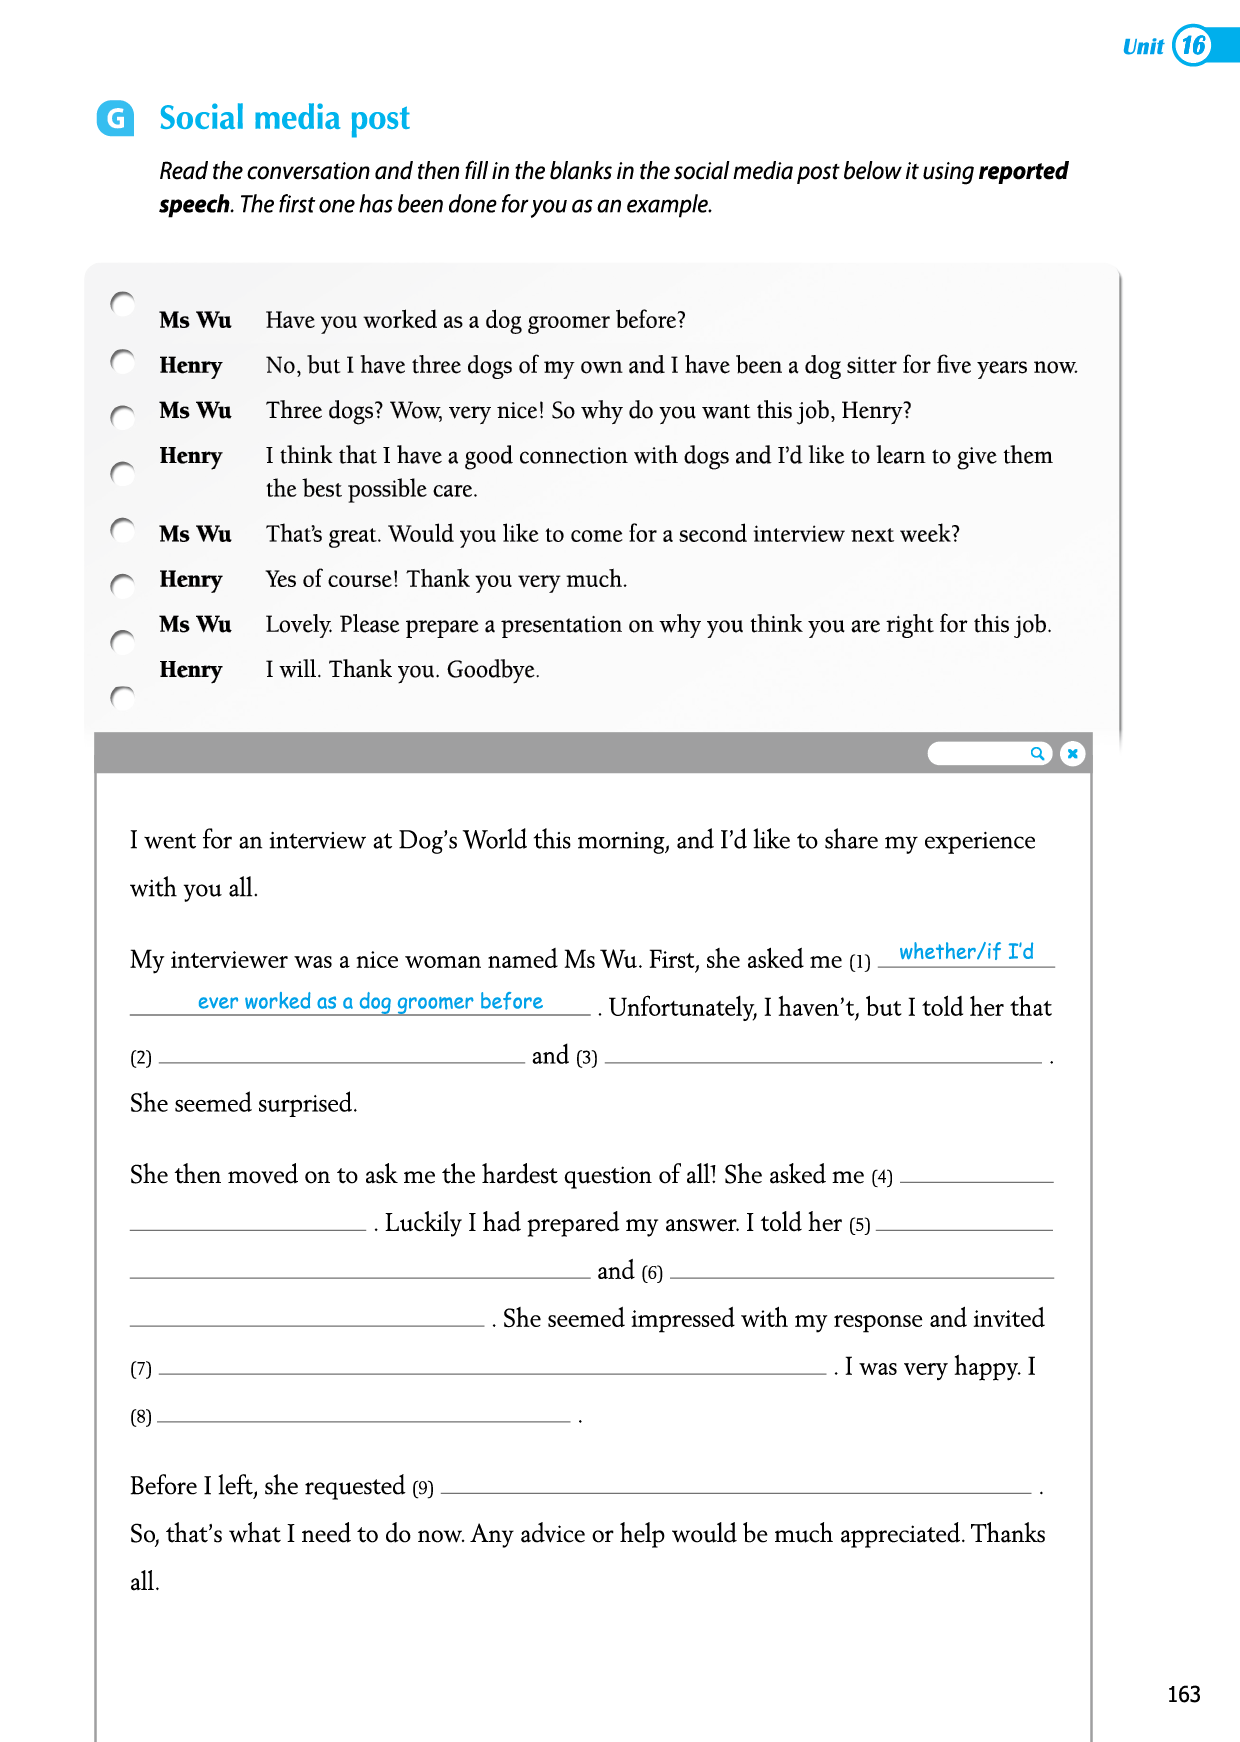 Unit 16
G Social media post
Read the conversation and then fill in the blanks in the social media post below it using reported
speech. The first one has been done for you as an example.
Ms Wu Have you worked as a dog groomer before?
Henry No, but I have three dogs of my own and I have been a dog sitter for five years now.
Ms Wu Three dogs? Wow, very nice! So why do you want this job, Henry?
Henry I think that I have a good connection with dogs and I'd like to learn to give them
the best possible care.
Ms Wu That's great. Would you like to come for a second interview next week?
Henry Yes of course! Thank you very much.
Ms Wu Lovely. Please prepare a presentation on why you think you are right for this job.
Henry I will. Thank you. Goodbye.
I went for an interview at Dog's World this morning, and I'd like to share my experience
with you all.
My interviewer was a nice woman named Ms Wu. First, she asked me (1) whether/if I'd
ever worked as a dog groomer before . Unfortunately, I haven't, but I told her that
(2) and (3) .
She seemed surprised.
She then moved on to ask me the hardest question of all! She asked me (4)
. Luckily I had prepared my answer. I told her (5)
and (6)
. She seemed impressed with my response and invited
(7) . I was very happy. I
(8) .
Before I left, she requested (9) .
So, that's what I need to do now. Any advice or help would be much appreciated. Thanks
all.
163